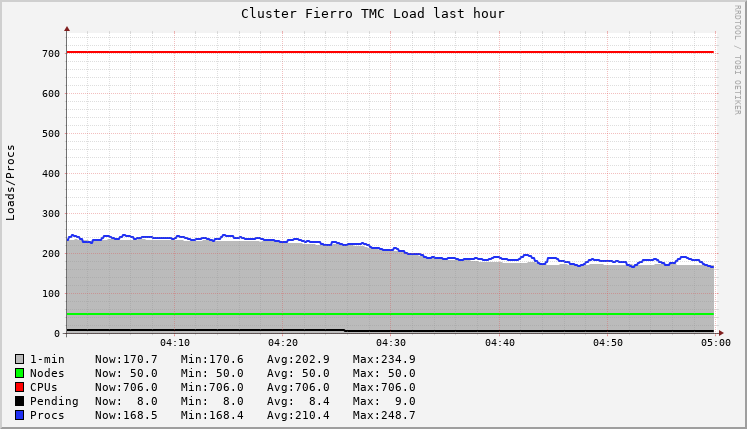 Cluster Fierro TMC Load last hour
RRDTOOL / TOBI OETIKER
Loads/Procs
700
600
500
400
300
200
100
0
04:10 04:20 04:30 04:40 04:50 05:00
1-min Now:170.7 Min:170.6 Avg:202.9 Max:234.9
Nodes Now: 50.0 Min: 50.0 Avg: 50.0 Max: 50.0
CPUs Now:706.0 Min:706.0 Avg:706.0 Max:706.0
Pending Now: 8.0 Min: 8.0 Avg: 8.4 Max: 9.0
Procs Now:168.5 Min:168.4 Avg:210.4 Max:248.7